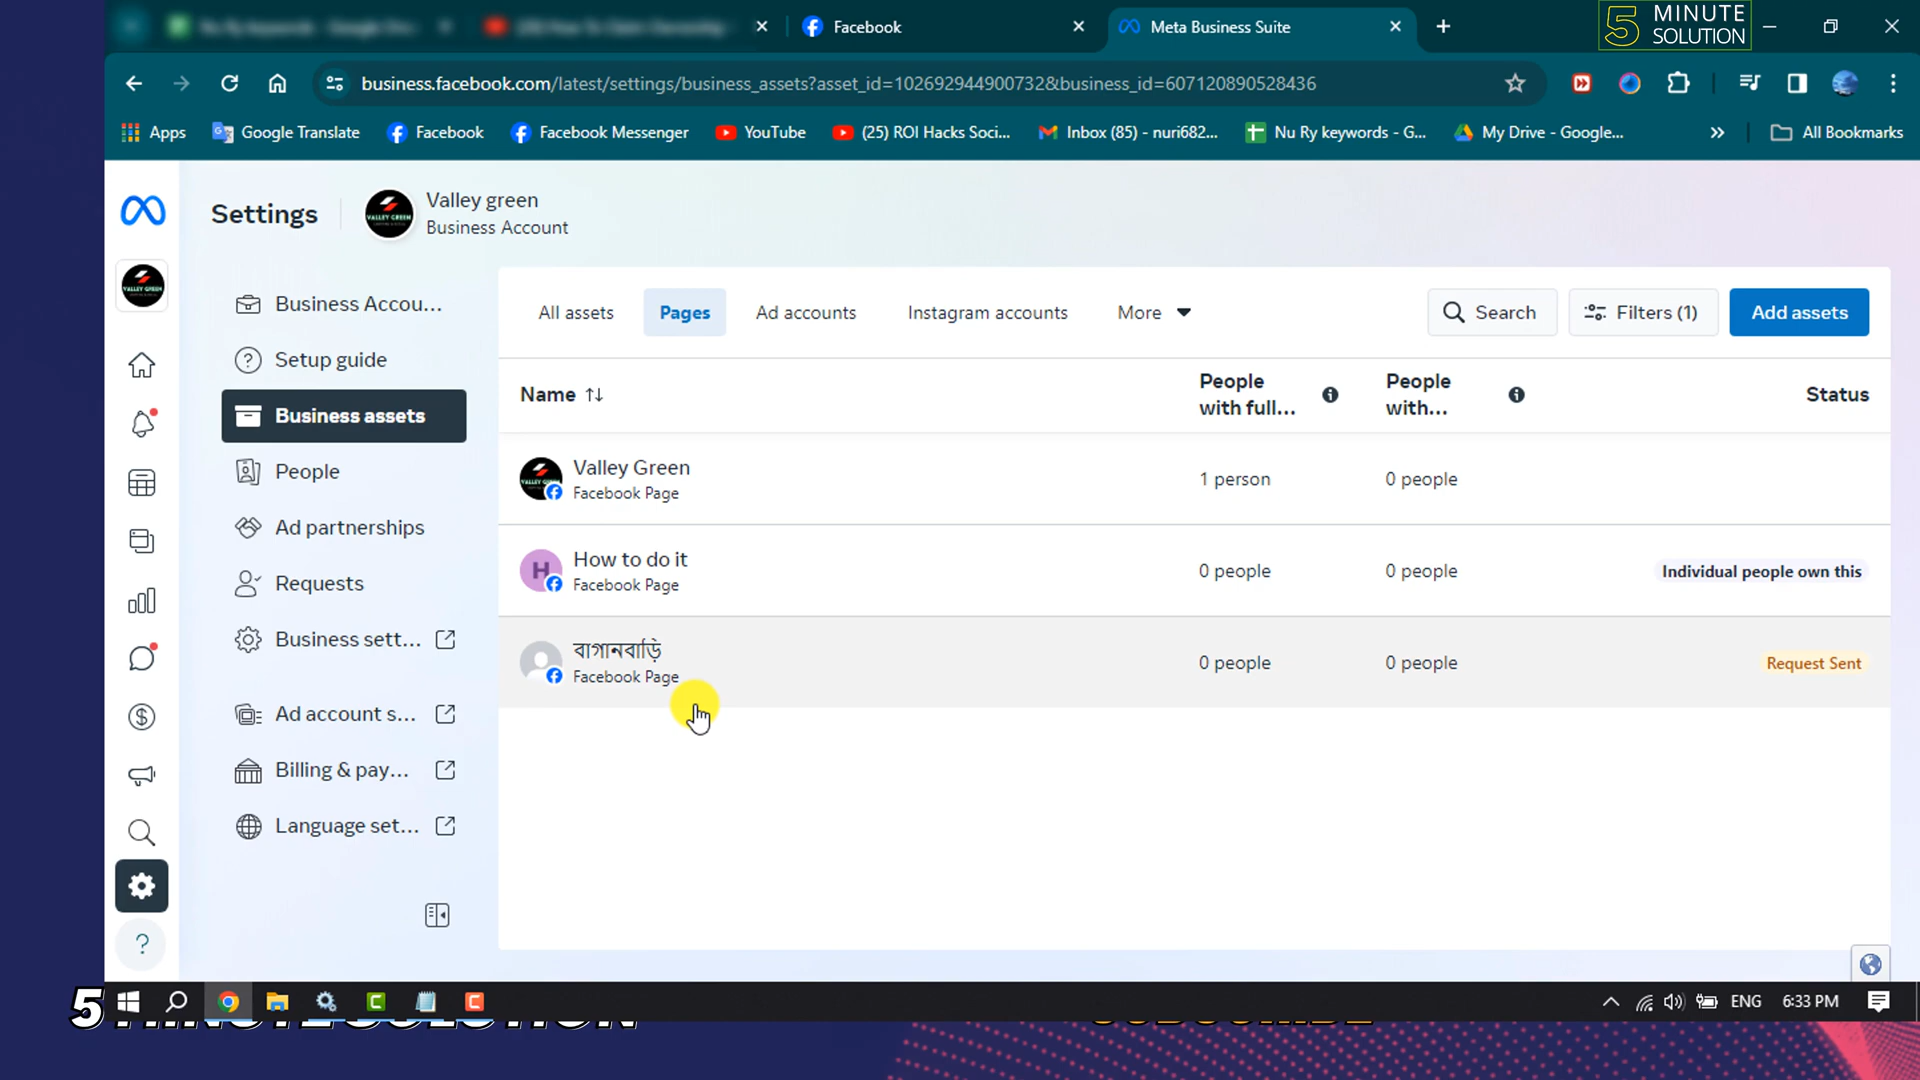 Facebook
Meta Business Suite
5 MINUTE SOLUTION
business.facebook.com/latest/settings/business_assets?asset_id=102692944900732&business_id=607120890528436
Apps
Google Translate
Facebook
Facebook Messenger
YouTube
(25) ROI Hacks Soci...
Inbox (85) - nuri682...
Nu Ry keywords - G...
My Drive - Google...
»
All Bookmarks
Settings
Valley green
Business Account
Business Accou...
Setup guide
Business assets
People
Ad partnerships
Requests
Business sett...
Ad account s...
Billing & pay...
Language set...
All assets
Pages
Ad accounts
Instagram accounts
More
Search
Filters (1)
Add assets
Name
People with full...
People with...
Status
VALLEY GREEN
Valley Green
Facebook Page
1 person
0 people
H
How to do it
Facebook Page
0 people
0 people
Individual people own this
বাগানবাড়ি
Facebook Page
0 people
0 people
Request Sent
ENG
6:33 PM
5 MINUTE SOLUTION
SUBSCRIBE